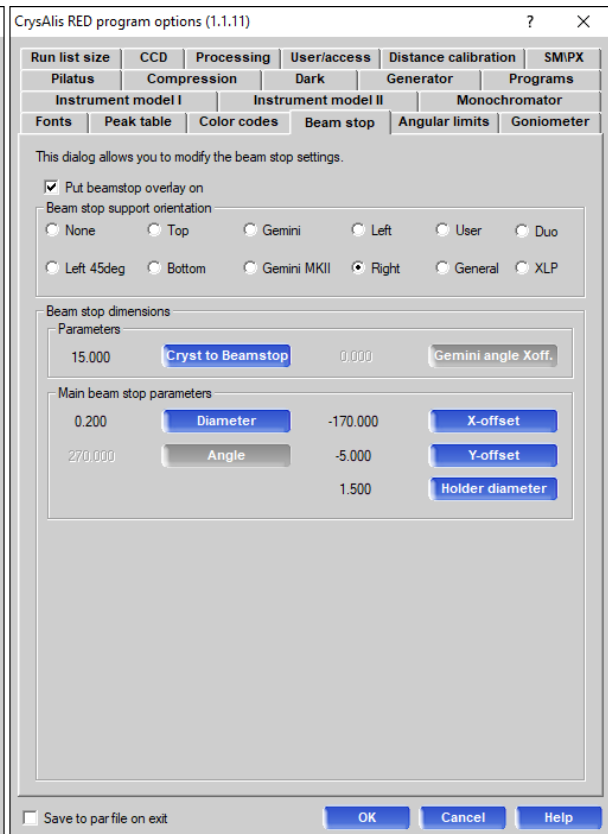 CrysAlis RED program options (1.1.11) ? ×
Run list size CCD Processing User/access Distance calibration SM\PX
Pilatus Compression Dark Generator Programs
Instrument model I Instrument model II Monochromator
Fonts Peak table Color codes Beam stop Angular limits Goniometer
This dialog allows you to modify the beam stop settings.
Put beamstop overlay on
Beam stop support orientation
None Top Gemini Left User Duo
Left 45deg Bottom Gemini MKII Right General XLP
Beam stop dimensions
Parameters
15.000 Cryst to Beamstop 0.000 Gemini angle Xoff.
Main beam stop parameters
0.200 Diameter -170.000 X-offset
270.000 Angle -5.000 Y-offset
1.500 Holder diameter
Save to par file on exit OK Cancel Help